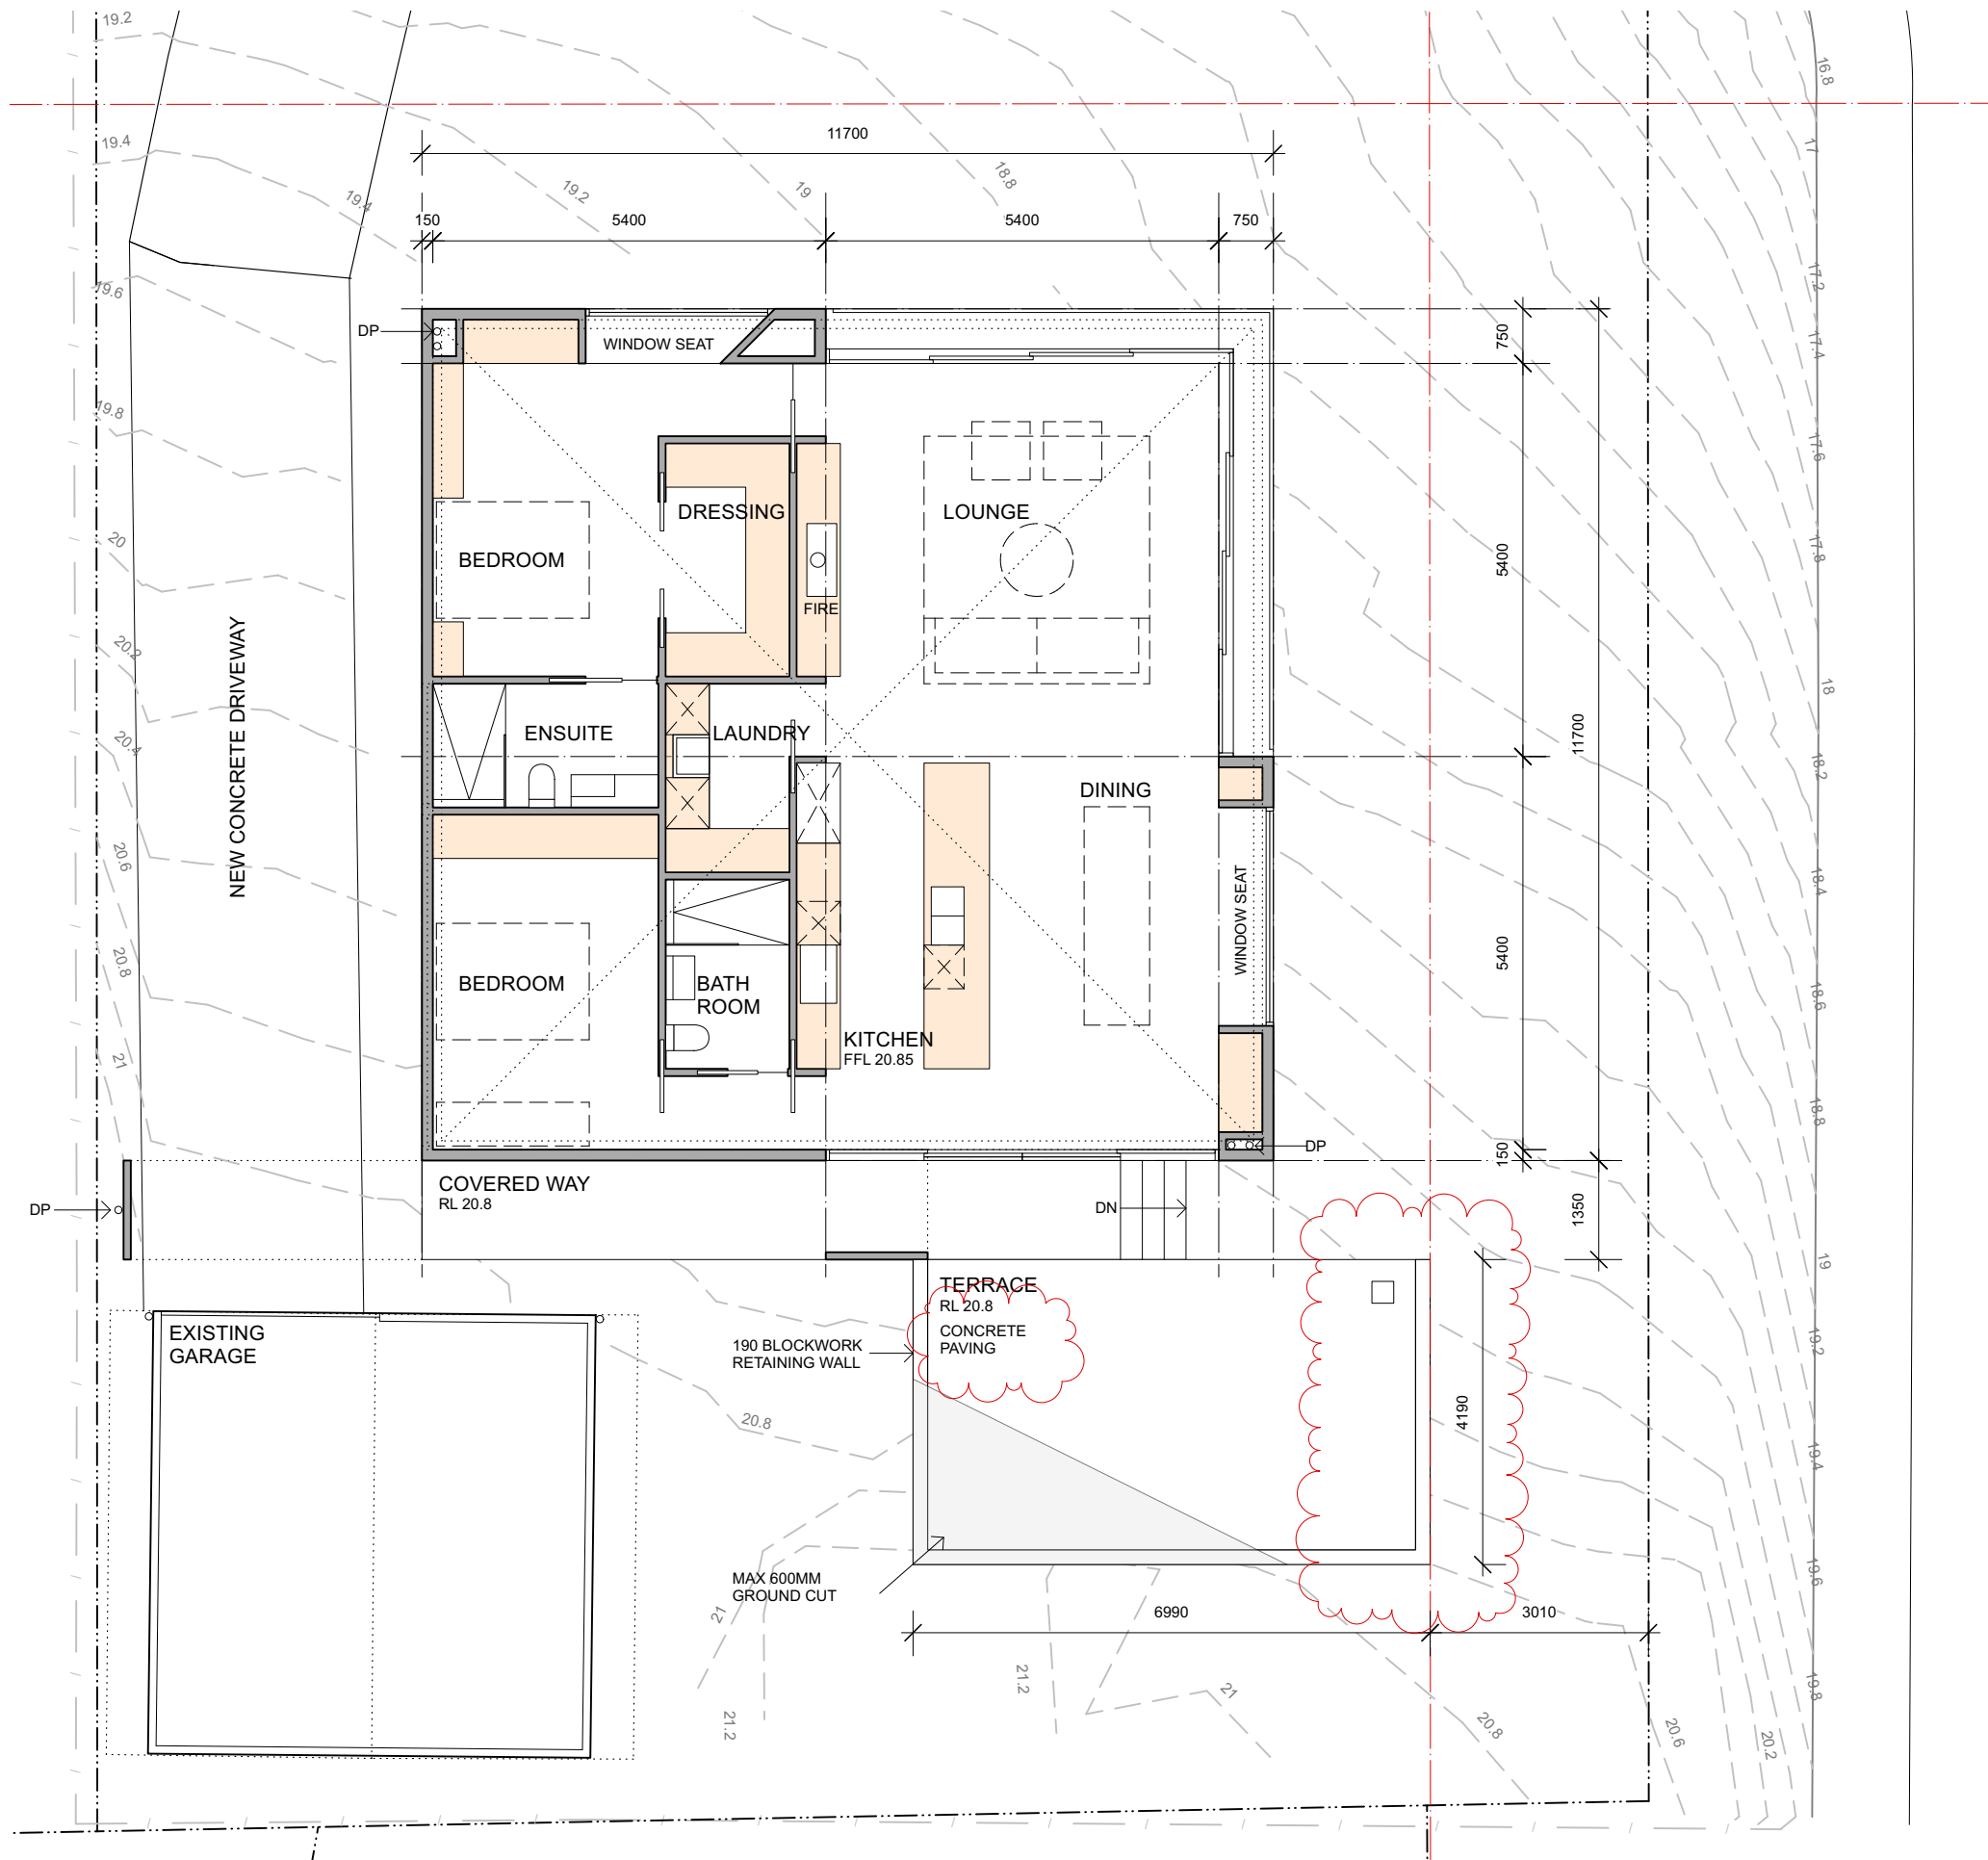 19.2
16.8
11700
19.4
17
18.8
19.2
19
19.4
150
5400
5400
750
17.2
19.6
DP
WINDOW SEAT
750
17.4
19.8
17.6
DRESSING
LOUNGE
20
17.8
BEDROOM
5400
FIRE
20.2
18
NEW CONCRETE DRIVEWAY
20.4
ENSUITE
LAUNDRY
11700
18.2
DINING
20.6
18.4
WINDOW SEAT
20.8
5400
BEDROOM
BATH
ROOM
18.6
21
KITCHEN
FFL 20.85
18.8
DP
150
COVERED WAY
RL 20.8
DP
DN
1350
19
TERRACE
RL 20.8
EXISTING
GARAGE
CONCRETE
PAVING
190 BLOCKWORK
RETAINING WALL
19.2
20.8
4190
19.4
MAX 600MM
GROUND CUT
19.6
21
6990
3010
21.2
21.2
21
20.8
19.8
20.6
20.2